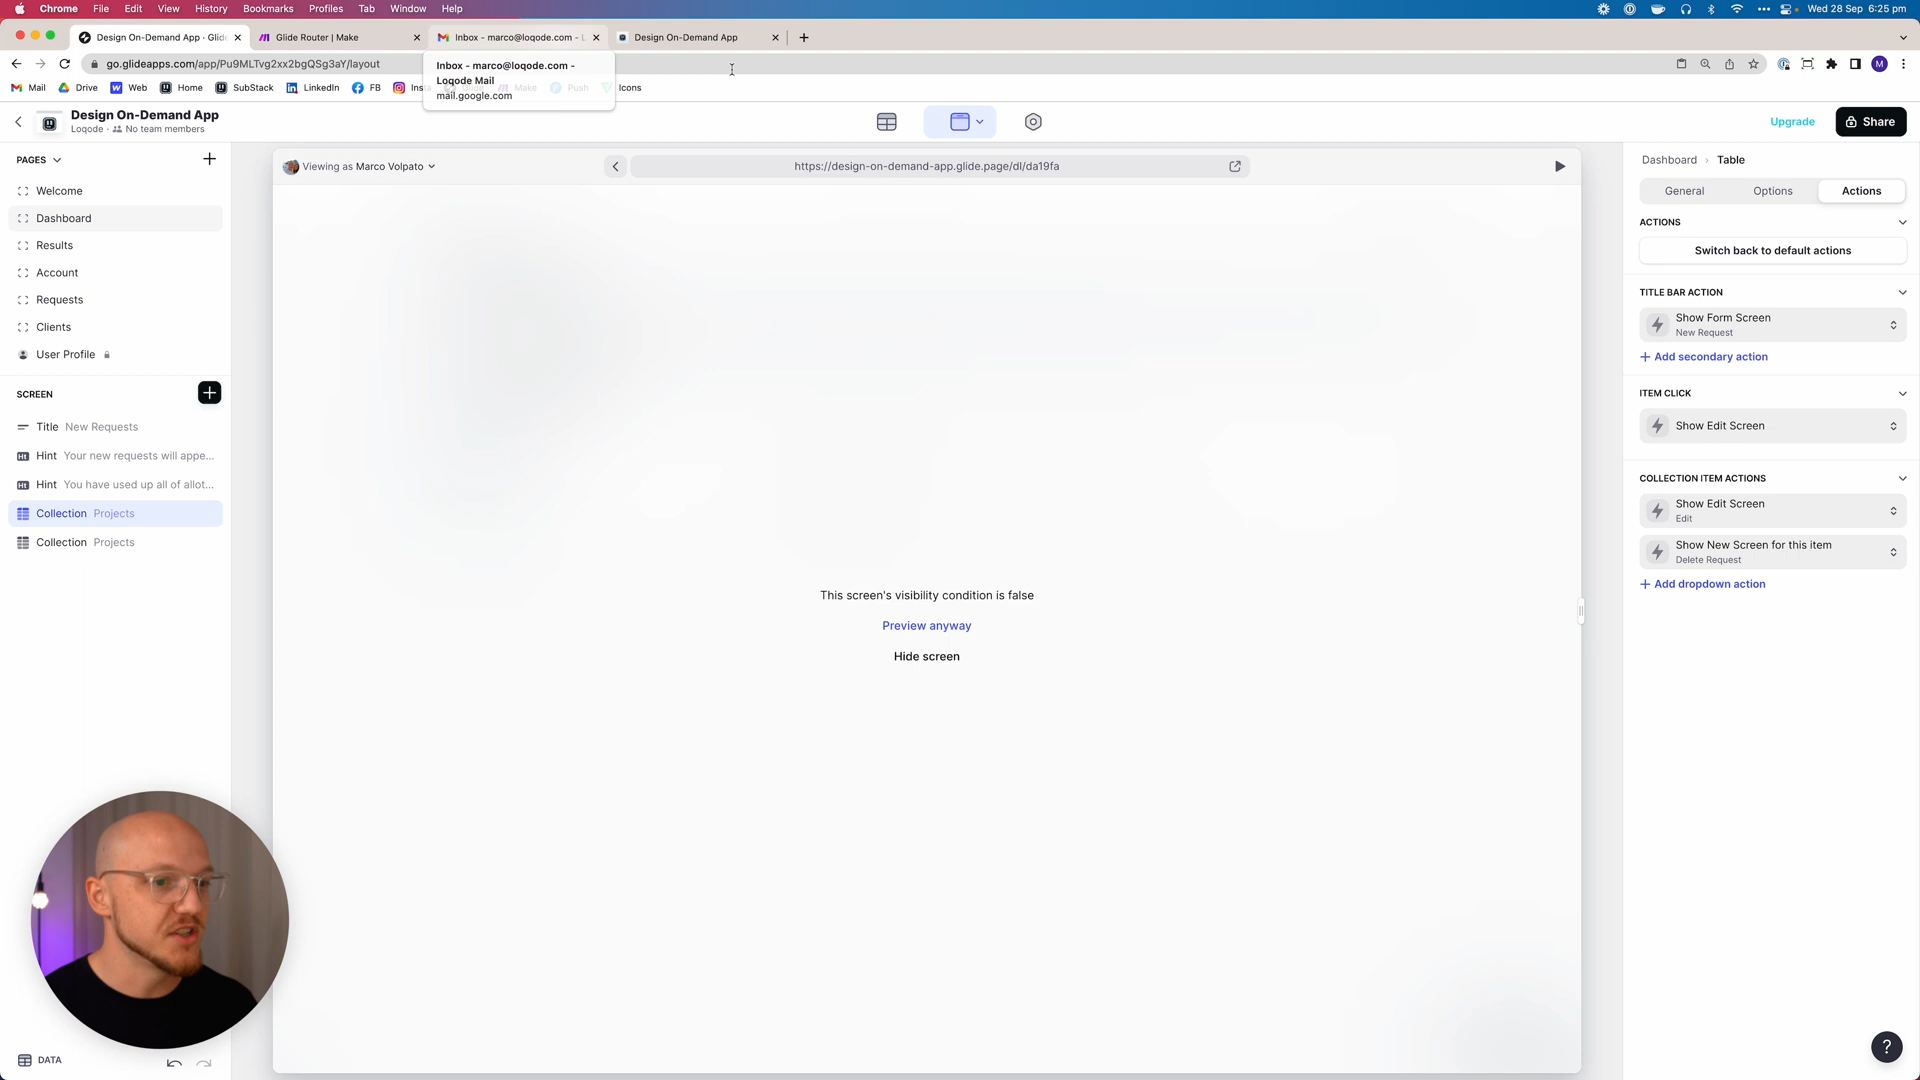 Chrome File Edit View History Bookmarks Profiles Tab Window Help Wed 28 Sep 6:25 pm
Design On-Demand App · Glid Glide Router | Make Inbox - marco@loqode.com - L Design On-Demand App
go.glideapps.com/app/Pu9MLTvg2xx2bgQSg3aY/layout
Inbox - marco@loqode.com -
Loqode Mail
mail.google.com
Mail Drive Web Home SubStack LinkedIn FB Insta Glide Make Push Icons
Design On-Demand App
Loqode · No team members
Upgrade Share
PAGES
Welcome
Dashboard
Results
Account
Requests
Clients
User Profile
SCREEN
Title New Requests
Hint Your new requests will appe...
Hint You have used up all of allot...
Collection Projects
Collection Projects
DATA
Viewing as Marco Volpato
https://design-on-demand-app.glide.page/dl/da19fa
This screen's visibility condition is false
Preview anyway
Hide screen
Dashboard › Table
General Options Actions
ACTIONS
Switch back to default actions
TITLE BAR ACTION
Show Form Screen
New Request
+ Add secondary action
ITEM CLICK
Show Edit Screen
COLLECTION ITEM ACTIONS
Show Edit Screen
Edit
Show New Screen for this item
Delete Request
+ Add dropdown action
M
?